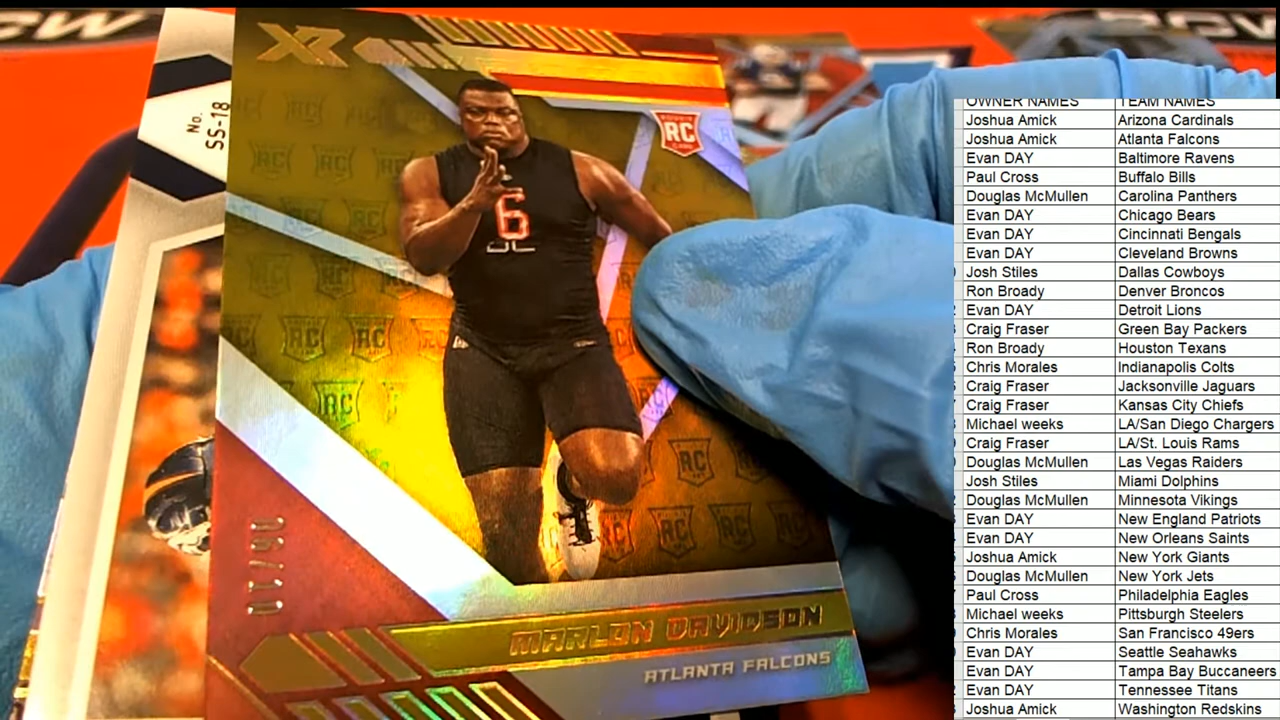 No.
SS-18
XR
ROOKIE
RC
CARD
6
DL
06/10
MARLON DAVIDSON
ATLANTA FALCONS
OWNER NAMES TEAM NAMES
Joshua Amick Arizona Cardinals
Joshua Amick Atlanta Falcons
Evan DAY Baltimore Ravens
Paul Cross Buffalo Bills
Douglas McMullen Carolina Panthers
Evan DAY Chicago Bears
Evan DAY Cincinnati Bengals
Evan DAY Cleveland Browns
Josh Stiles Dallas Cowboys
Ron Broady Denver Broncos
Evan DAY Detroit Lions
Craig Fraser Green Bay Packers
Ron Broady Houston Texans
Chris Morales Indianapolis Colts
Craig Fraser Jacksonville Jaguars
Craig Fraser Kansas City Chiefs
Michael weeks LA/San Diego Chargers
Craig Fraser LA/St. Louis Rams
Douglas McMullen Las Vegas Raiders
Josh Stiles Miami Dolphins
Douglas McMullen Minnesota Vikings
Evan DAY New England Patriots
Evan DAY New Orleans Saints
Joshua Amick New York Giants
Douglas McMullen New York Jets
Paul Cross Philadelphia Eagles
Michael weeks Pittsburgh Steelers
Chris Morales San Francisco 49ers
Evan DAY Seattle Seahawks
Evan DAY Tampa Bay Buccaneers
Evan DAY Tennessee Titans
Joshua Amick Washington Redskins